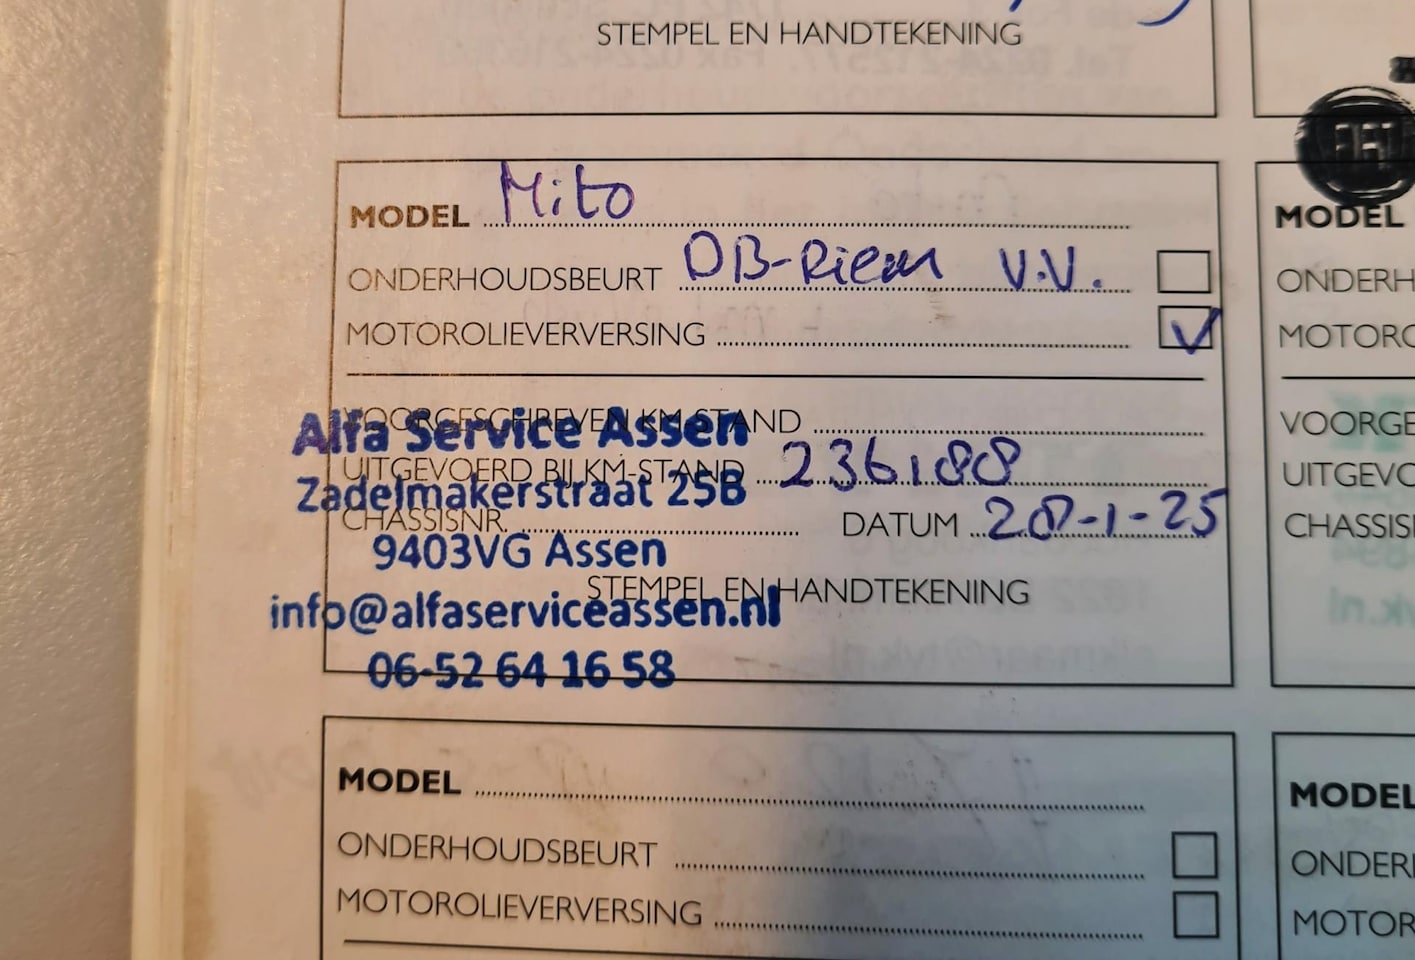 STEMPEL EN HANDTEKENING
MODEL Mito
ONDERHOUDSBEURT DB-Riem V.V.
MOTOROLIEVERVERSING
VOORGESCHREVEN KM-STAND
Alfa Service Assen
UITGEVOERD BIJ KM-STAND 236188
Zadelmakerstraat 25B
CHASSISNR. DATUM 28-1-25
9403VG Assen
STEMPEL EN HANDTEKENING
info@alfaserviceassen.nl
06-52 64 16 58
MODEL
ONDERHOUDSBEURT
MOTOROLIEVERVERSING
MODEL
ONDERH
MOTORO
VOORGE
UITGEVO
CHASSIS
MODEL
ONDER
MOTOR